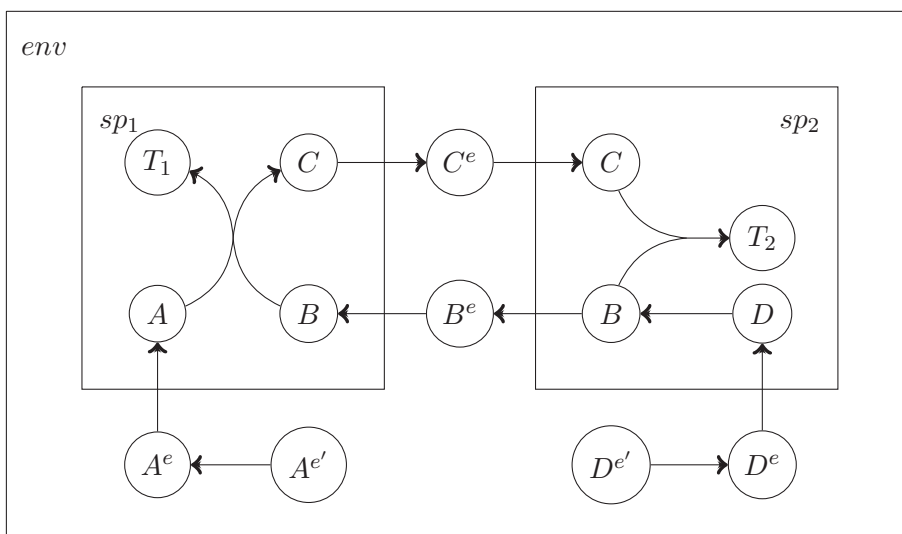 env
sp₁
sp₂
T₁
C
Cᵉ
C
T₂
A
B
Bᵉ
B
D
Aᵉ
Aᵉ′
Dᵉ′
Dᵉ